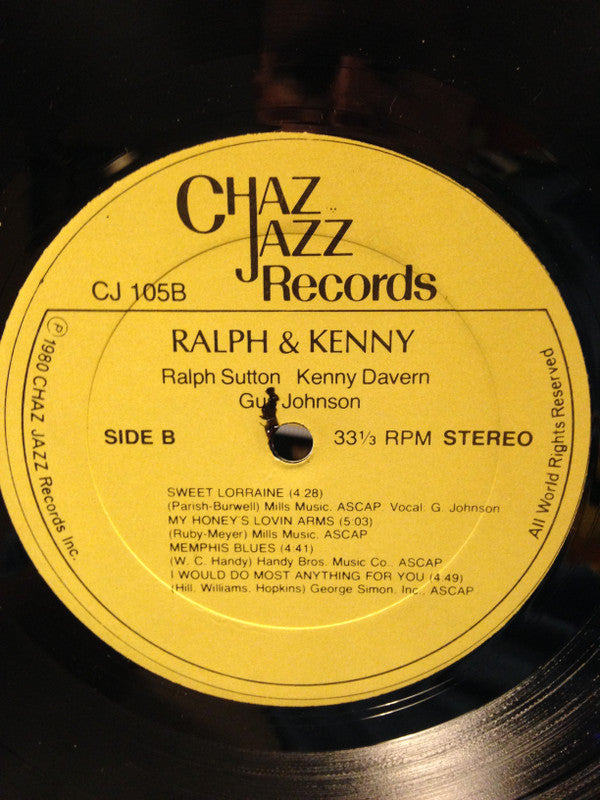 CHAZ
JAZZ
Records
CJ 105B
RALPH & KENNY
Ralph Sutton Kenny Davern
Johnson
SIDE B 33⅓ RPM STEREO
SWEET LORRAINE (4.28)
(Parish-Burwell) Mills Music. ASCAP Vocal: G. Johnson
MY HONEY'S LOVIN ARMS (5:03)
(Ruby-Meyer) Mills Music. ASCAP
MEMPHIS BLUES (4:41)
(W. C. Handy) Handy Bros. Music Co., ASCAP
I WOULD DO MOST ANYTHING FOR YOU (4:49)
(Hill, Williams, Hopkins) George Simon. Inc., ASCAP
℗ 1980 CHAZ JAZZ Records Inc.
All World Rights Reserved